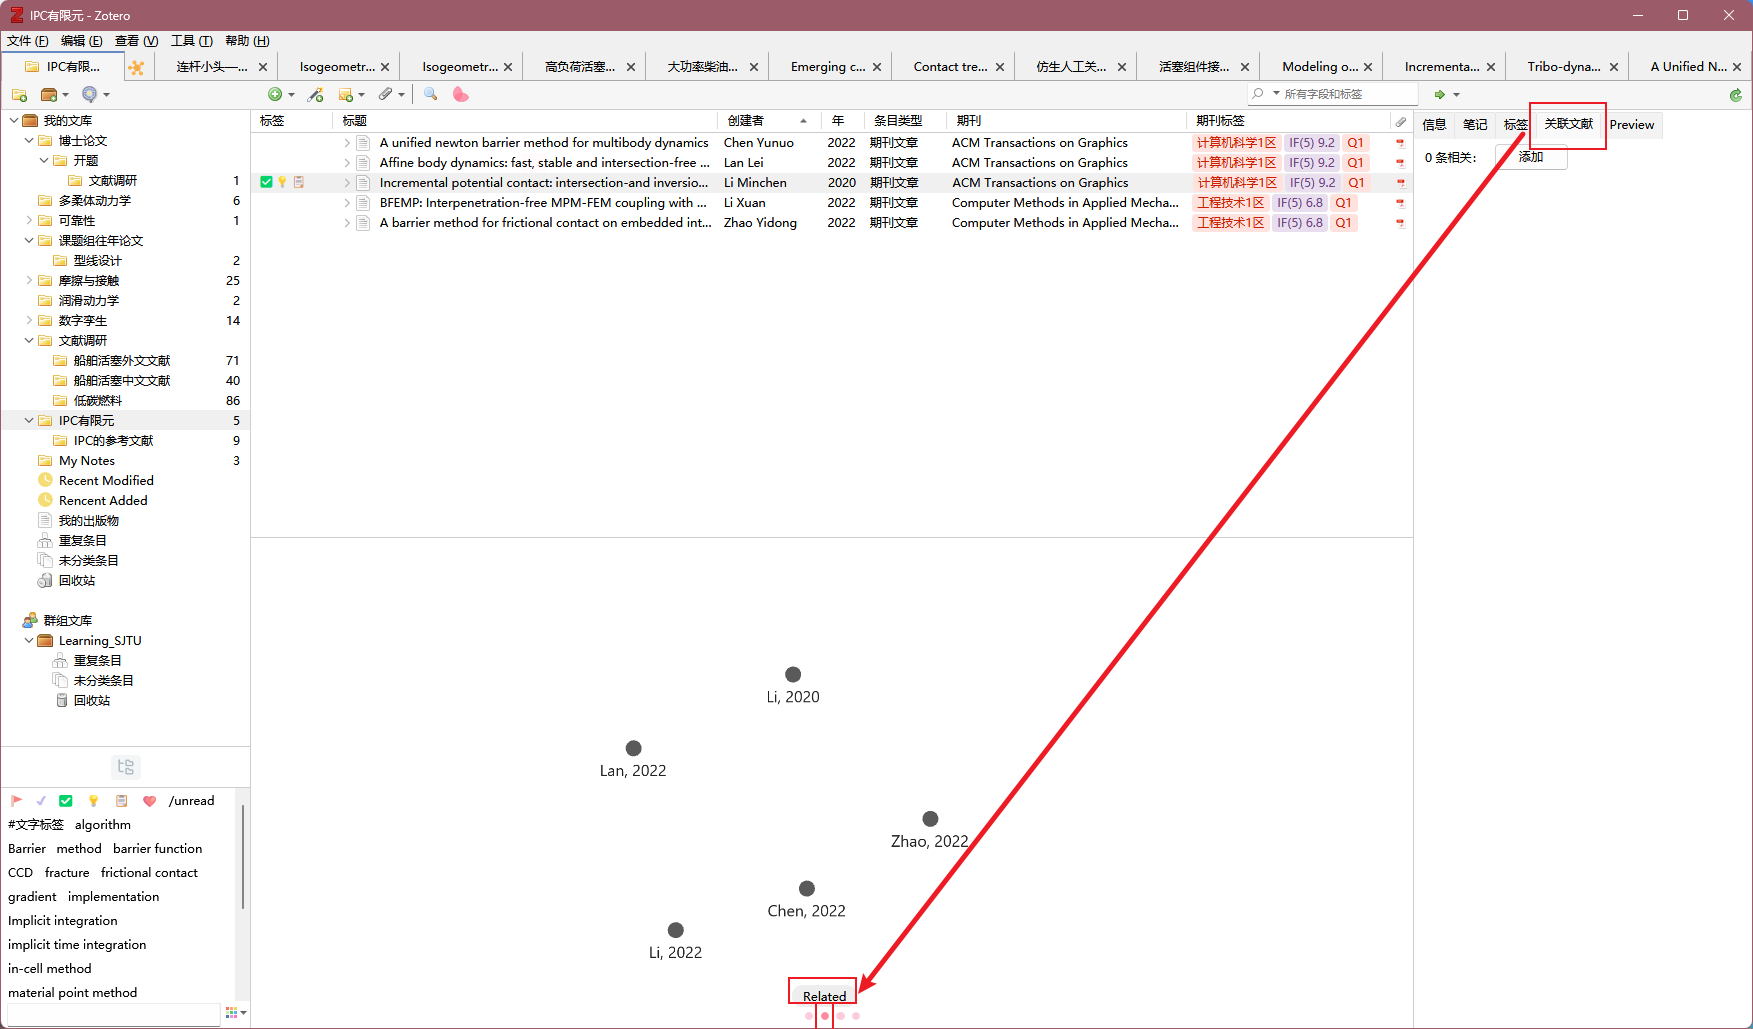 IPC有限元 - Zotero
文件 (F) 编辑 (E) 查看 (V) 工具 (T) 帮助 (H)
IPC有限... 连杆小头—... Isogeometr... Isogeometr... 高负荷活塞... 大功率柴油... Emerging c... Contact tre... 仿生人工关... 活塞组件接... Modeling o... Incrementa... Tribo-dyna... A Unified N...
所有字段和标签
我的文库
博士论文
开题
文献调研 1
多柔体动力学 6
可靠性 1
课题组往年论文
型线设计 2
摩擦与接触 25
润滑动力学 2
数字孪生 14
文献调研
船舶活塞外文文献 71
船舶活塞中文文献 40
低碳燃料 86
IPC有限元 5
IPC的参考文献 9
My Notes 3
Recent Modified
Rencent Added
我的出版物
重复条目
未分类条目
回收站
群组文库
Learning_SJTU
重复条目
未分类条目
回收站
/unread
#文字标签 algorithm
Barrier method barrier function
CCD fracture frictional contact
gradient implementation
Implicit integration
implicit time integration
in-cell method
material point method
标签 标题 创建者 年 条目类型 期刊 期刊标签
A unified newton barrier method for multibody dynamics Chen Yunuo 2022 期刊文章 ACM Transactions on Graphics 计算机科学1区 IF(5) 9.2 Q1
Affine body dynamics: fast, stable and intersection-free ... Lan Lei 2022 期刊文章 ACM Transactions on Graphics 计算机科学1区 IF(5) 9.2 Q1
Incremental potential contact: intersection-and inversio... Li Minchen 2020 期刊文章 ACM Transactions on Graphics 计算机科学1区 IF(5) 9.2 Q1
BFEMP: Interpenetration-free MPM-FEM coupling with ... Li Xuan 2022 期刊文章 Computer Methods in Applied Mecha... 工程技术1区 IF(5) 6.8 Q1
A barrier method for frictional contact on embedded int... Zhao Yidong 2022 期刊文章 Computer Methods in Applied Mecha... 工程技术1区 IF(5) 6.8 Q1
Li, 2020
Lan, 2022
Zhao, 2022
Chen, 2022
Li, 2022
Related
信息 笔记 标签 关联文献 Preview
0 条相关: 添加